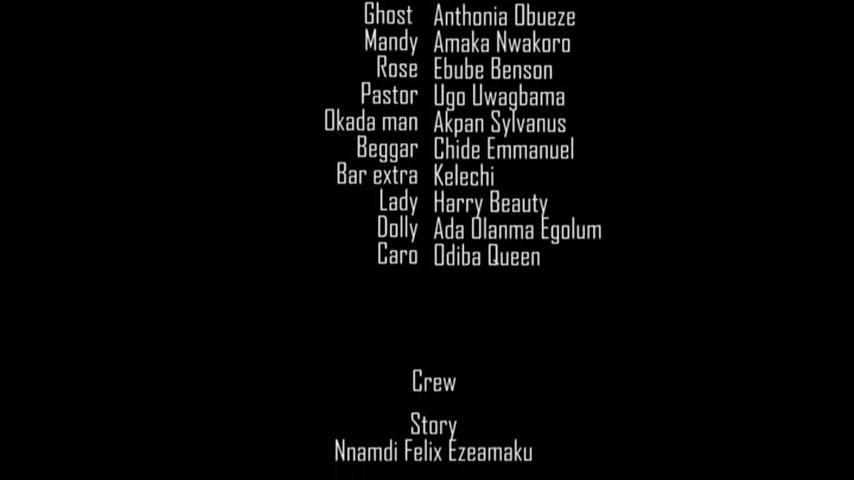 Ghost Anthonia Obueze
Mandy Amaka Nwakoro
Rose Ebube Benson
Pastor Ugo Uwagbama
Okada man Akpan Sylvanus
Beggar Chide Emmanuel
Bar extra Kelechi
Lady Harry Beauty
Dolly Ada Olanma Egolum
Caro Odiba Queen
Crew
Story
Nnamdi Felix Ezeamaku